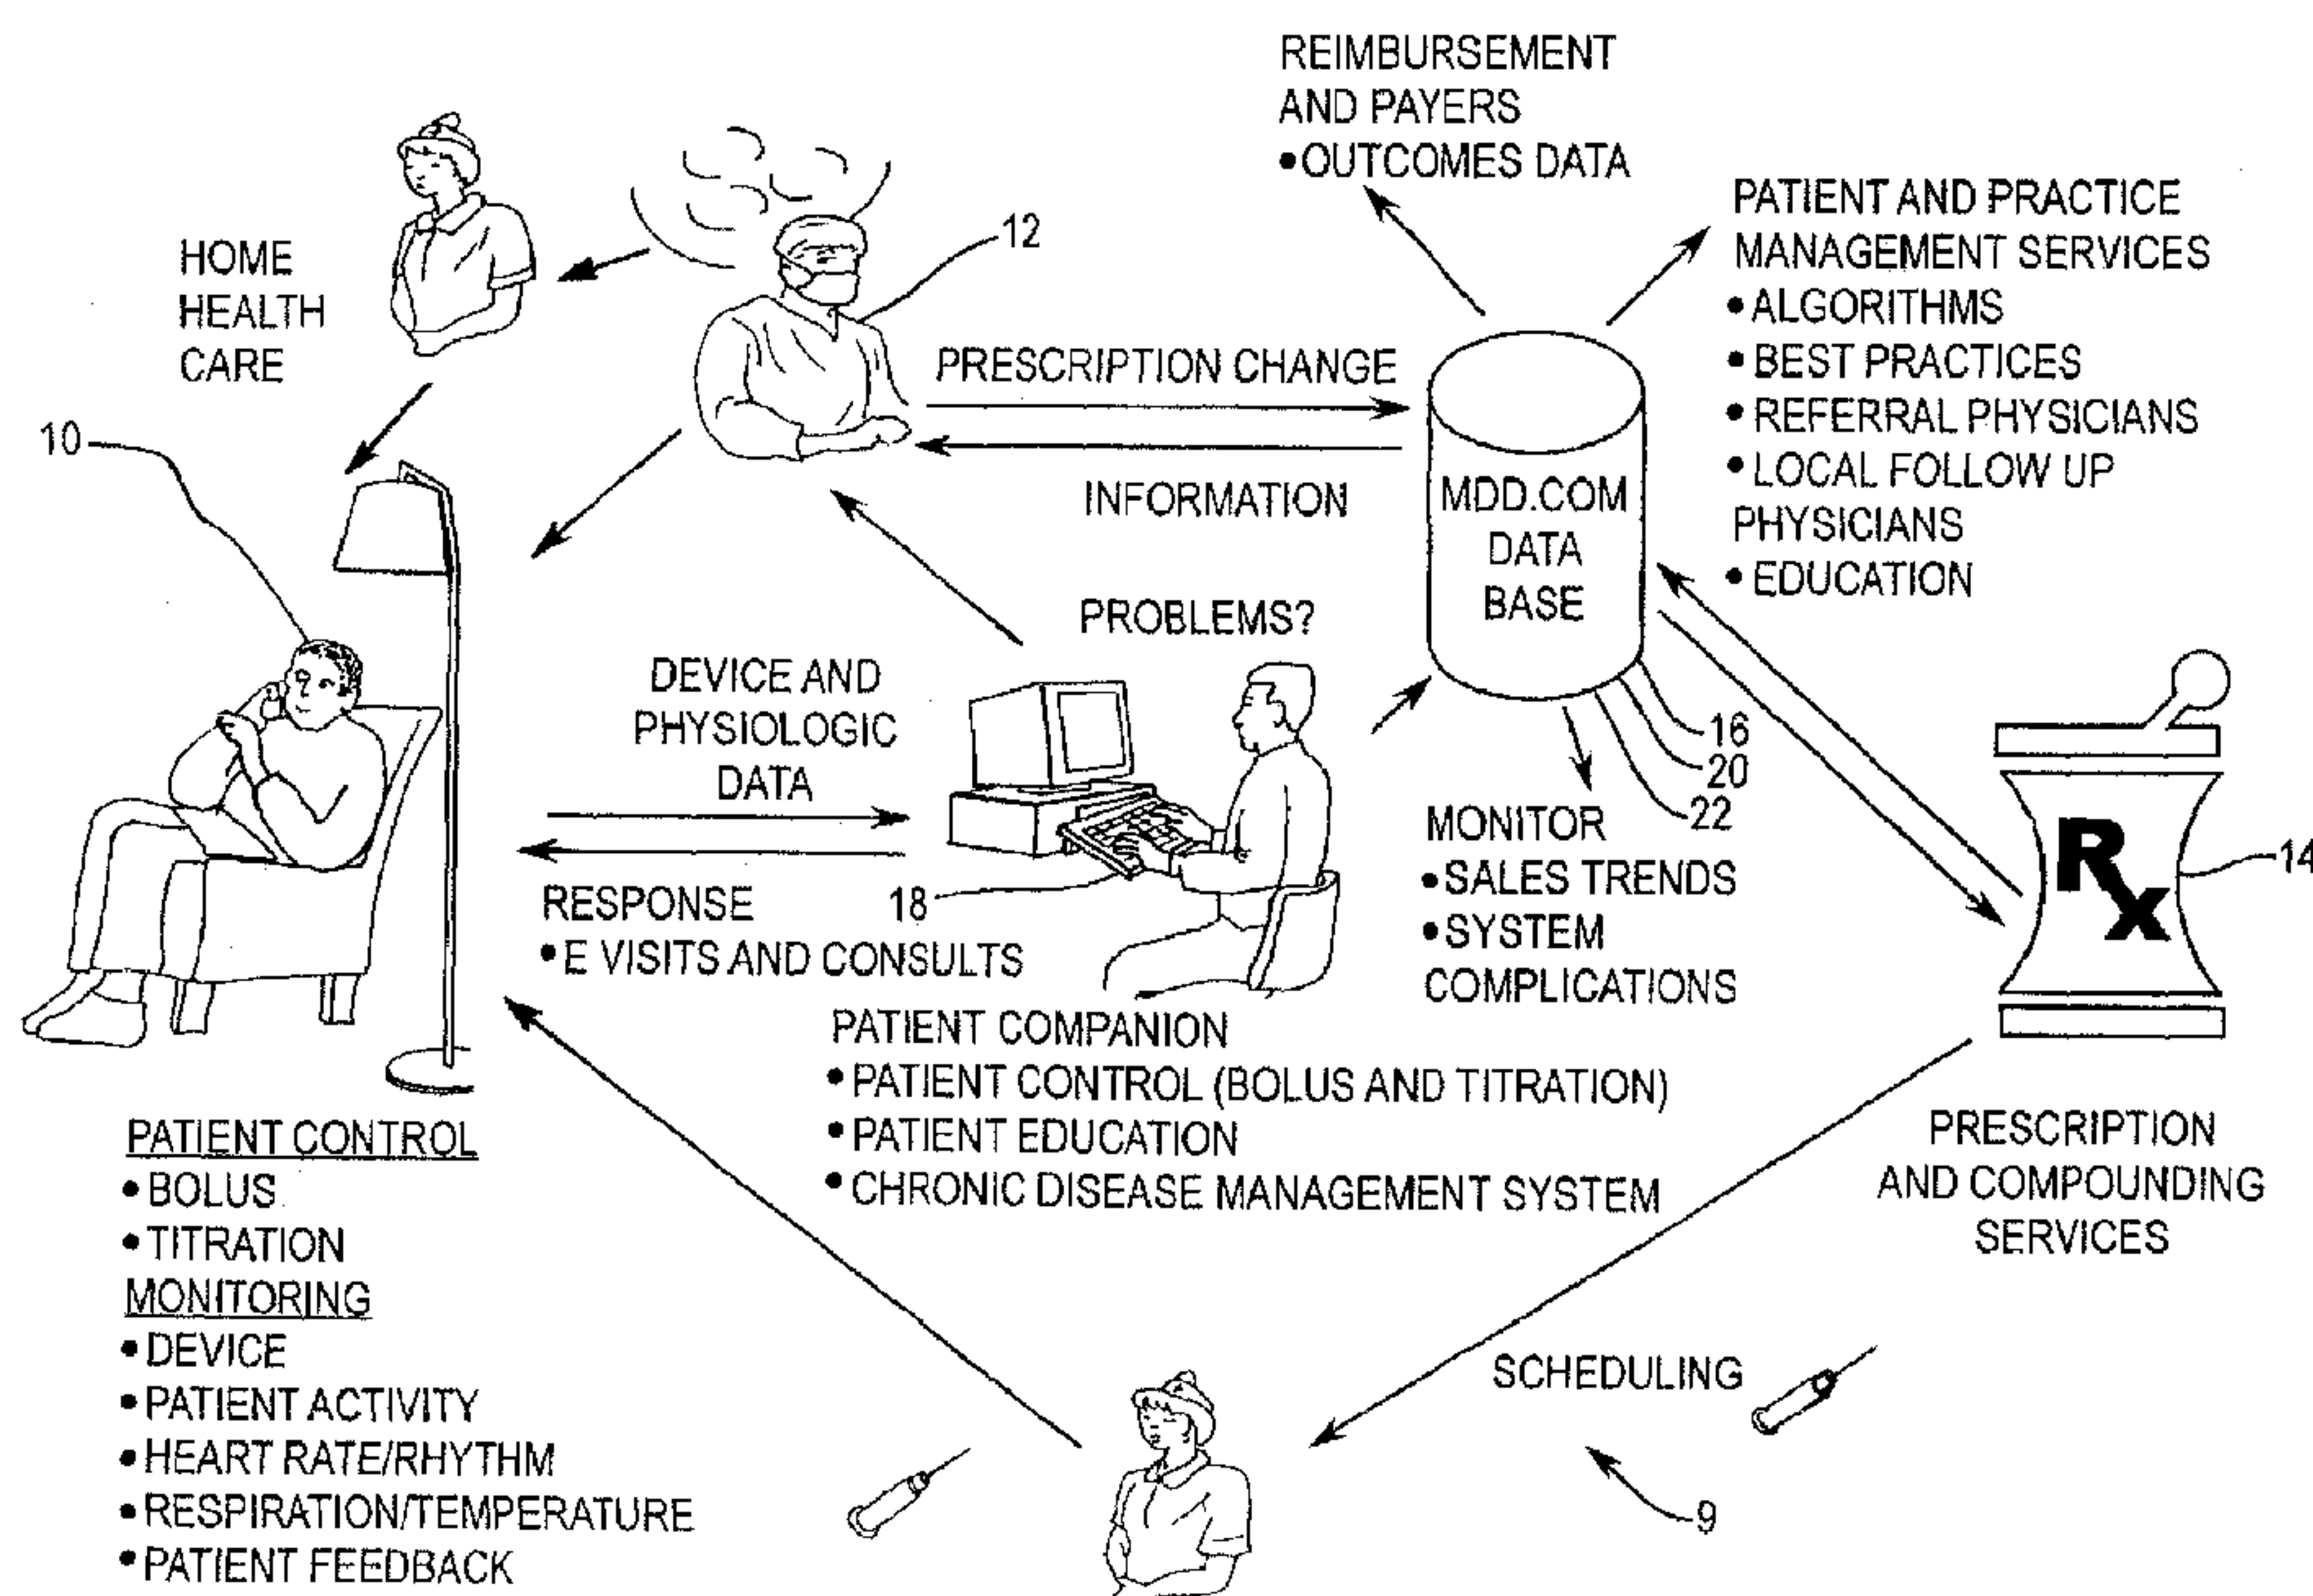 REIMBURSEMENT
AND PAYERS
•OUTCOMES DATA
PATIENT AND PRACTICE
MANAGEMENT SERVICES
•ALGORITHMS
•BEST PRACTICES
•REFERRAL PHYSICIANS
•LOCAL FOLLOW UP
PHYSICIANS
•EDUCATION
HOME
HEALTH
CARE
12
PRESCRIPTION CHANGE
INFORMATION
10
MDD.COM
DATA
BASE
PROBLEMS?
DEVICE AND
PHYSIOLOGIC
DATA
16
20
22
RESPONSE
•E VISITS AND CONSULTS
18
MONITOR
•SALES TRENDS
•SYSTEM
COMPLICATIONS
Rx
14
PATIENT COMPANION
•PATIENT CONTROL (BOLUS AND TITRATION)
•PATIENT EDUCATION
•CHRONIC DISEASE MANAGEMENT SYSTEM
PRESCRIPTION
AND COMPOUNDING
SERVICES
PATIENT CONTROL
•BOLUS
•TITRATION
MONITORING
•DEVICE
•PATIENT ACTIVITY
•HEART RATE/RHYTHM
•RESPIRATION/TEMPERATURE
•PATIENT FEEDBACK
SCHEDULING
9